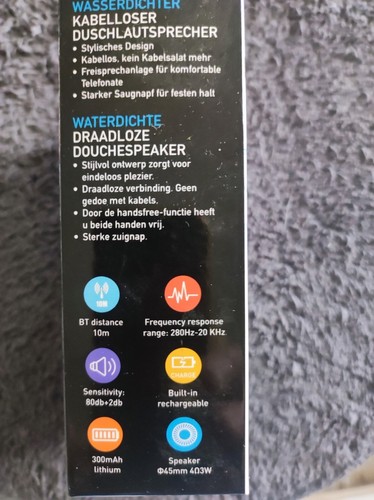 WASSERDICHTER
KABELLOSER
DUSCHLAUTSPRECHER
• Stylisches Design
• Kabellos, kein Kabelsalat mehr
• Freisprechanlage für komfortable
Telefonate
• Starker Saugnapf für festen halt
WATERDICHTE
DRAADLOZE
DOUCHESPEAKER
• Stijlvol ontwerp zorgt voor
eindeloos plezier.
• Draadloze verbinding. Geen
gedoe met kabels.
• Door de handsfree-functie heeft
u beide handen vrij.
• Sterke zuignap.
10M
BT distance
10m
Frequency response
range: 280Hz-20 KHz
Sensitivity:
80db+2db
CHARGE
Built-in
rechargeable
300mAh
lithium
Speaker
Φ45mm 4Ω3W